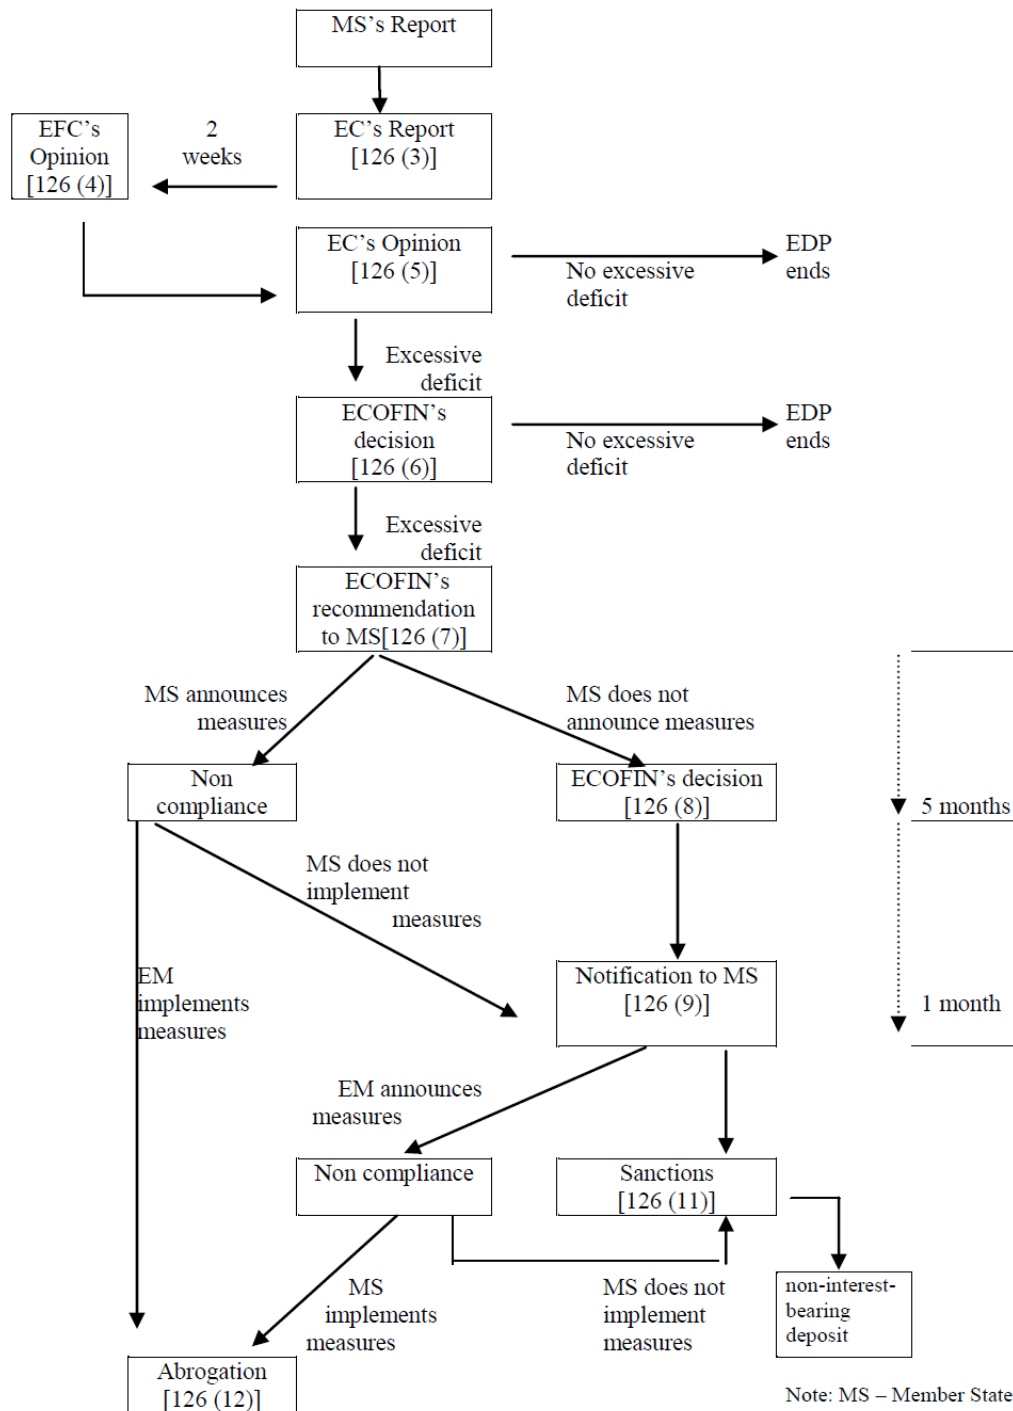 MS's Report
EC's Report
[126 (3)]
EFC's
Opinion
[126 (4)]
2
weeks
EC's Opinion
[126 (5)]
No excessive
deficit
EDP
ends
Excessive
deficit
ECOFIN's
decision
[126 (6)]
No excessive
deficit
EDP
ends
Excessive
deficit
ECOFIN's
recommendation
to MS[126 (7)]
MS announces
measures
MS does not
announce measures
Non
compliance
ECOFIN's decision
[126 (8)]
5 months
MS does not
implement
measures
EM
implements
measures
Notification to MS
[126 (9)]
1 month
EM announces
measures
Non compliance
Sanctions
[126 (11)]
MS
implements
measures
MS does not
implement
measures
non-interest-
bearing
deposit
Abrogation
[126 (12)]
Note: MS – Member State